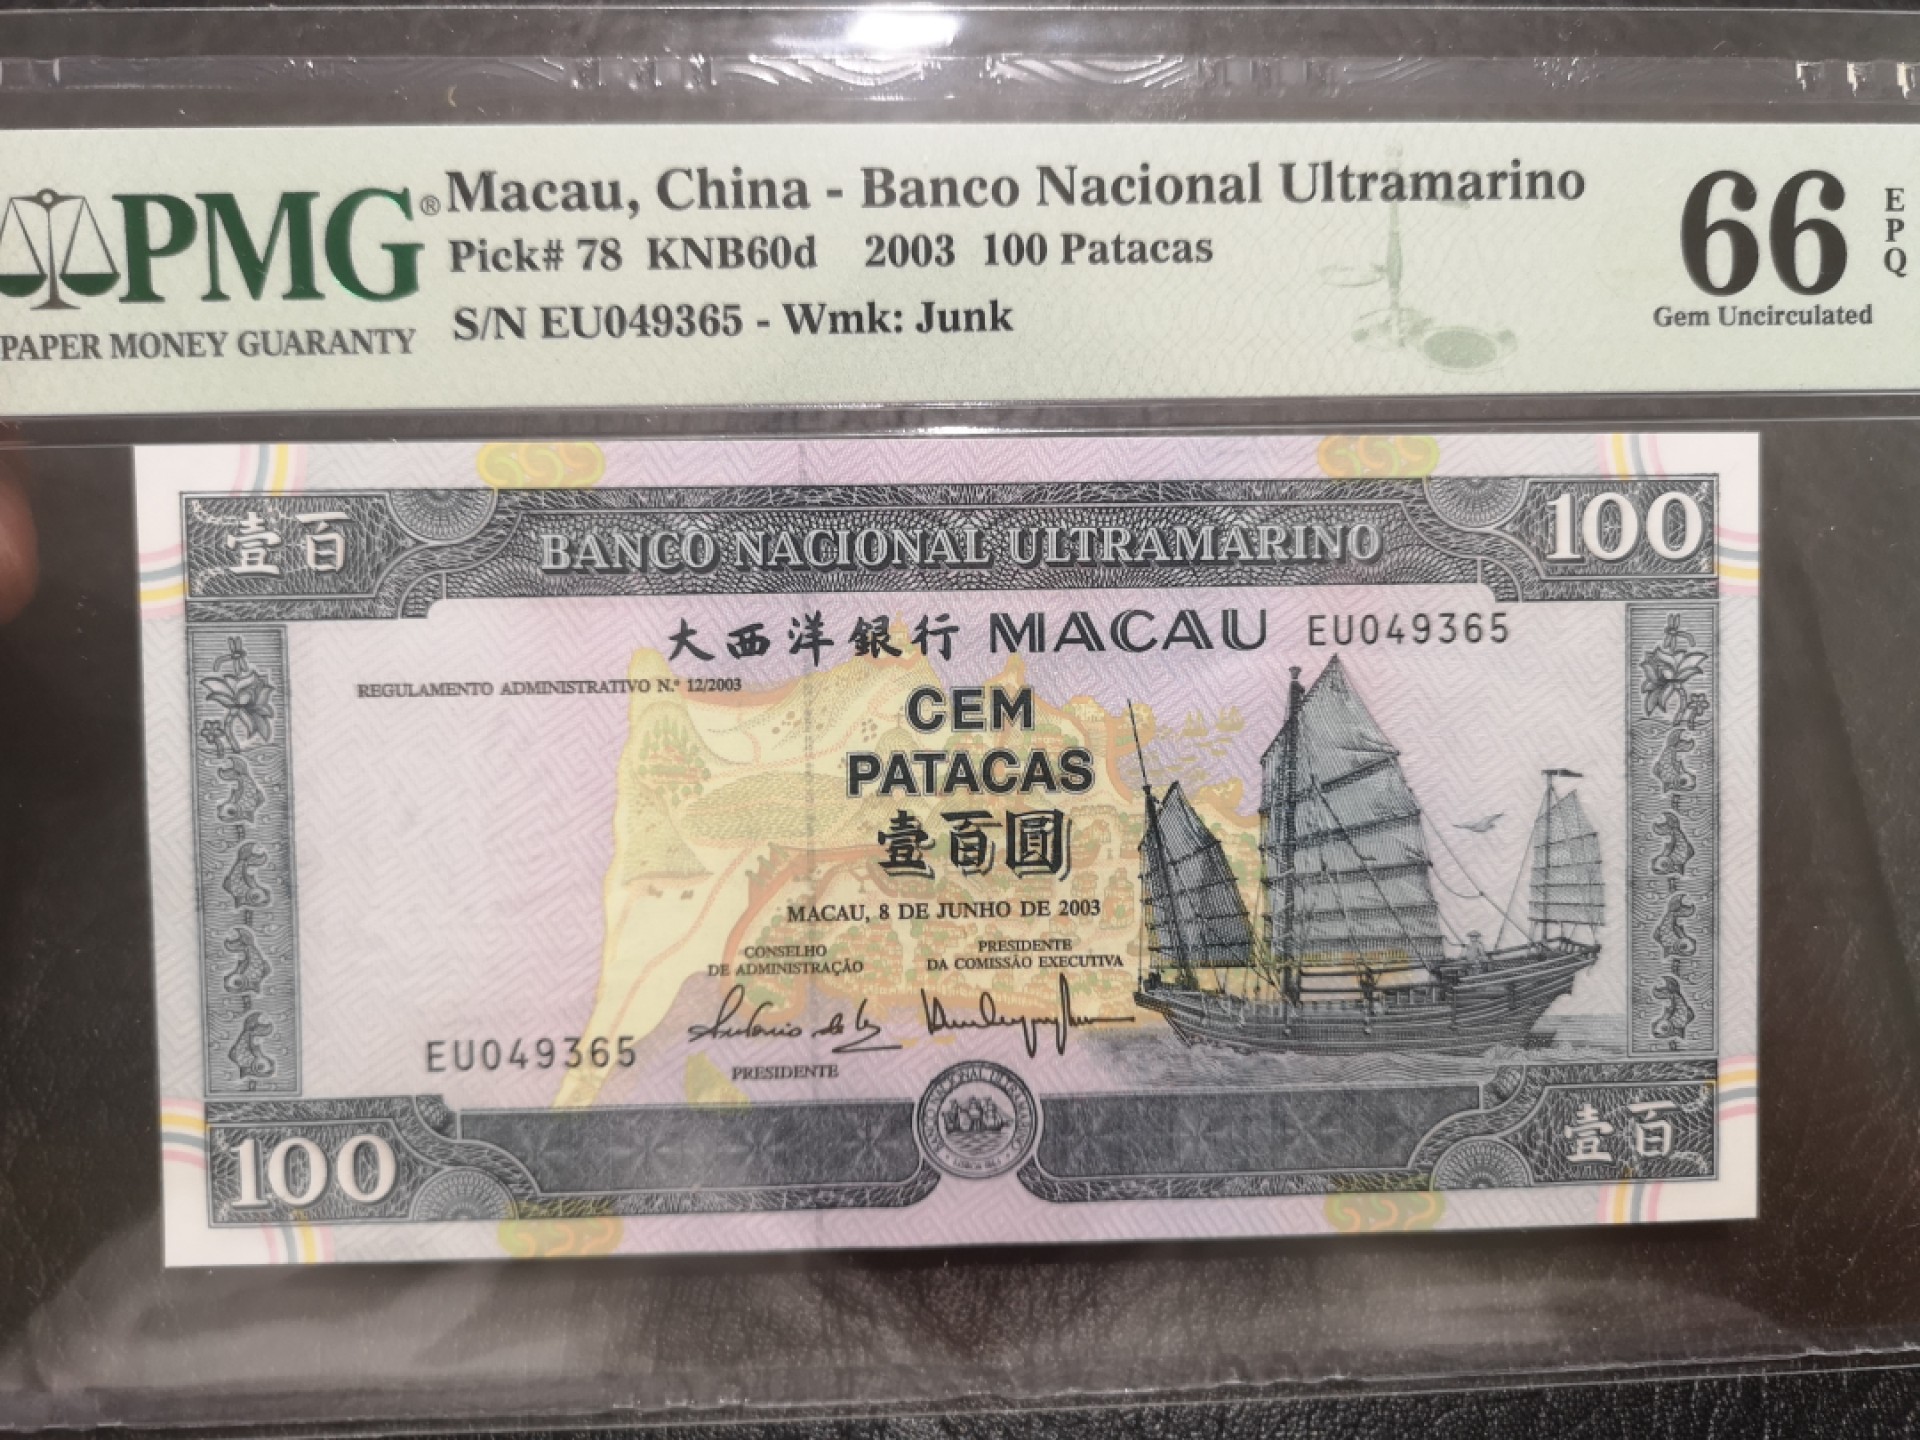 PMG®
PAPER MONEY GUARANTY
Macau, China - Banco Nacional Ultramarino
Pick# 78 KNB60d 2003 100 Patacas
S/N EU049365 - Wmk: Junk
66
EPQ
Gem Uncirculated
壹百
BANCO NACIONAL ULTRAMARINO
100
大西洋銀行 MACAU EU049365
REGULAMENTO ADMINISTRATIVO N.º 12/2003
CEM
PATACAS
壹百圓
MACAU, 8 DE JUNHO DE 2003
CONSELHO
DE ADMINISTRAÇÃO
PRESIDENTE
DA COMISSÃO EXECUTIVA
EU049365
PRESIDENTE
100
壹百